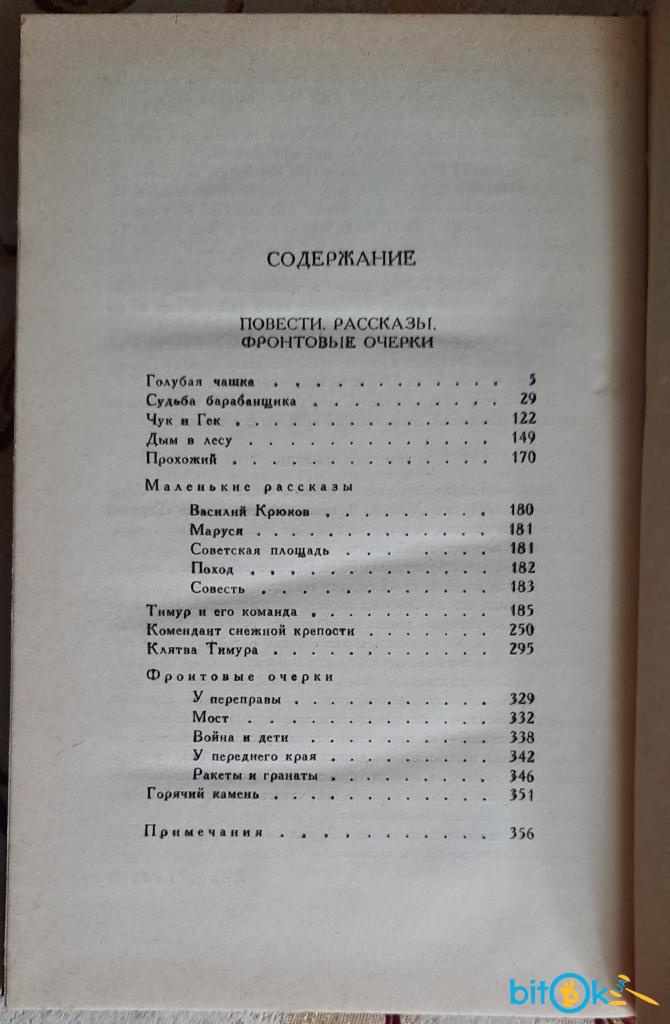 СОДЕРЖАНИЕ
ПОВЕСТИ, РАССКАЗЫ,
ФРОНТОВЫЕ ОЧЕРКИ
Голубая чашка . . . . . . . . . . . . 5
Судьба барабанщика . . . . . . . . . . 29
Чук и Гек . . . . . . . . . . . . . 122
Дым в лесу . . . . . . . . . . . . . 149
Прохожий . . . . . . . . . . . . . 170
Маленькие рассказы
Василий Крюков . . . . . . . . 180
Маруся . . . . . . . . . . . 181
Советская площадь . . . . . . . 181
Поход . . . . . . . . . . . 182
Совесть . . . . . . . . . . 183
Тимур и его команда . . . . . . . . . 185
Комендант снежной крепости . . . . . . . 250
Клятва Тимура . . . . . . . . . . . 295
Фронтовые очерки
У переправы . . . . . . . . . . 329
Мост . . . . . . . . . . . . 332
Война и дети . . . . . . . . . 338
У переднего края . . . . . . . . 342
Ракеты и гранаты . . . . . . . . 346
Горячий камень . . . . . . . . . . . 351
Примечания . . . . . . . . . . . 356
bitOk